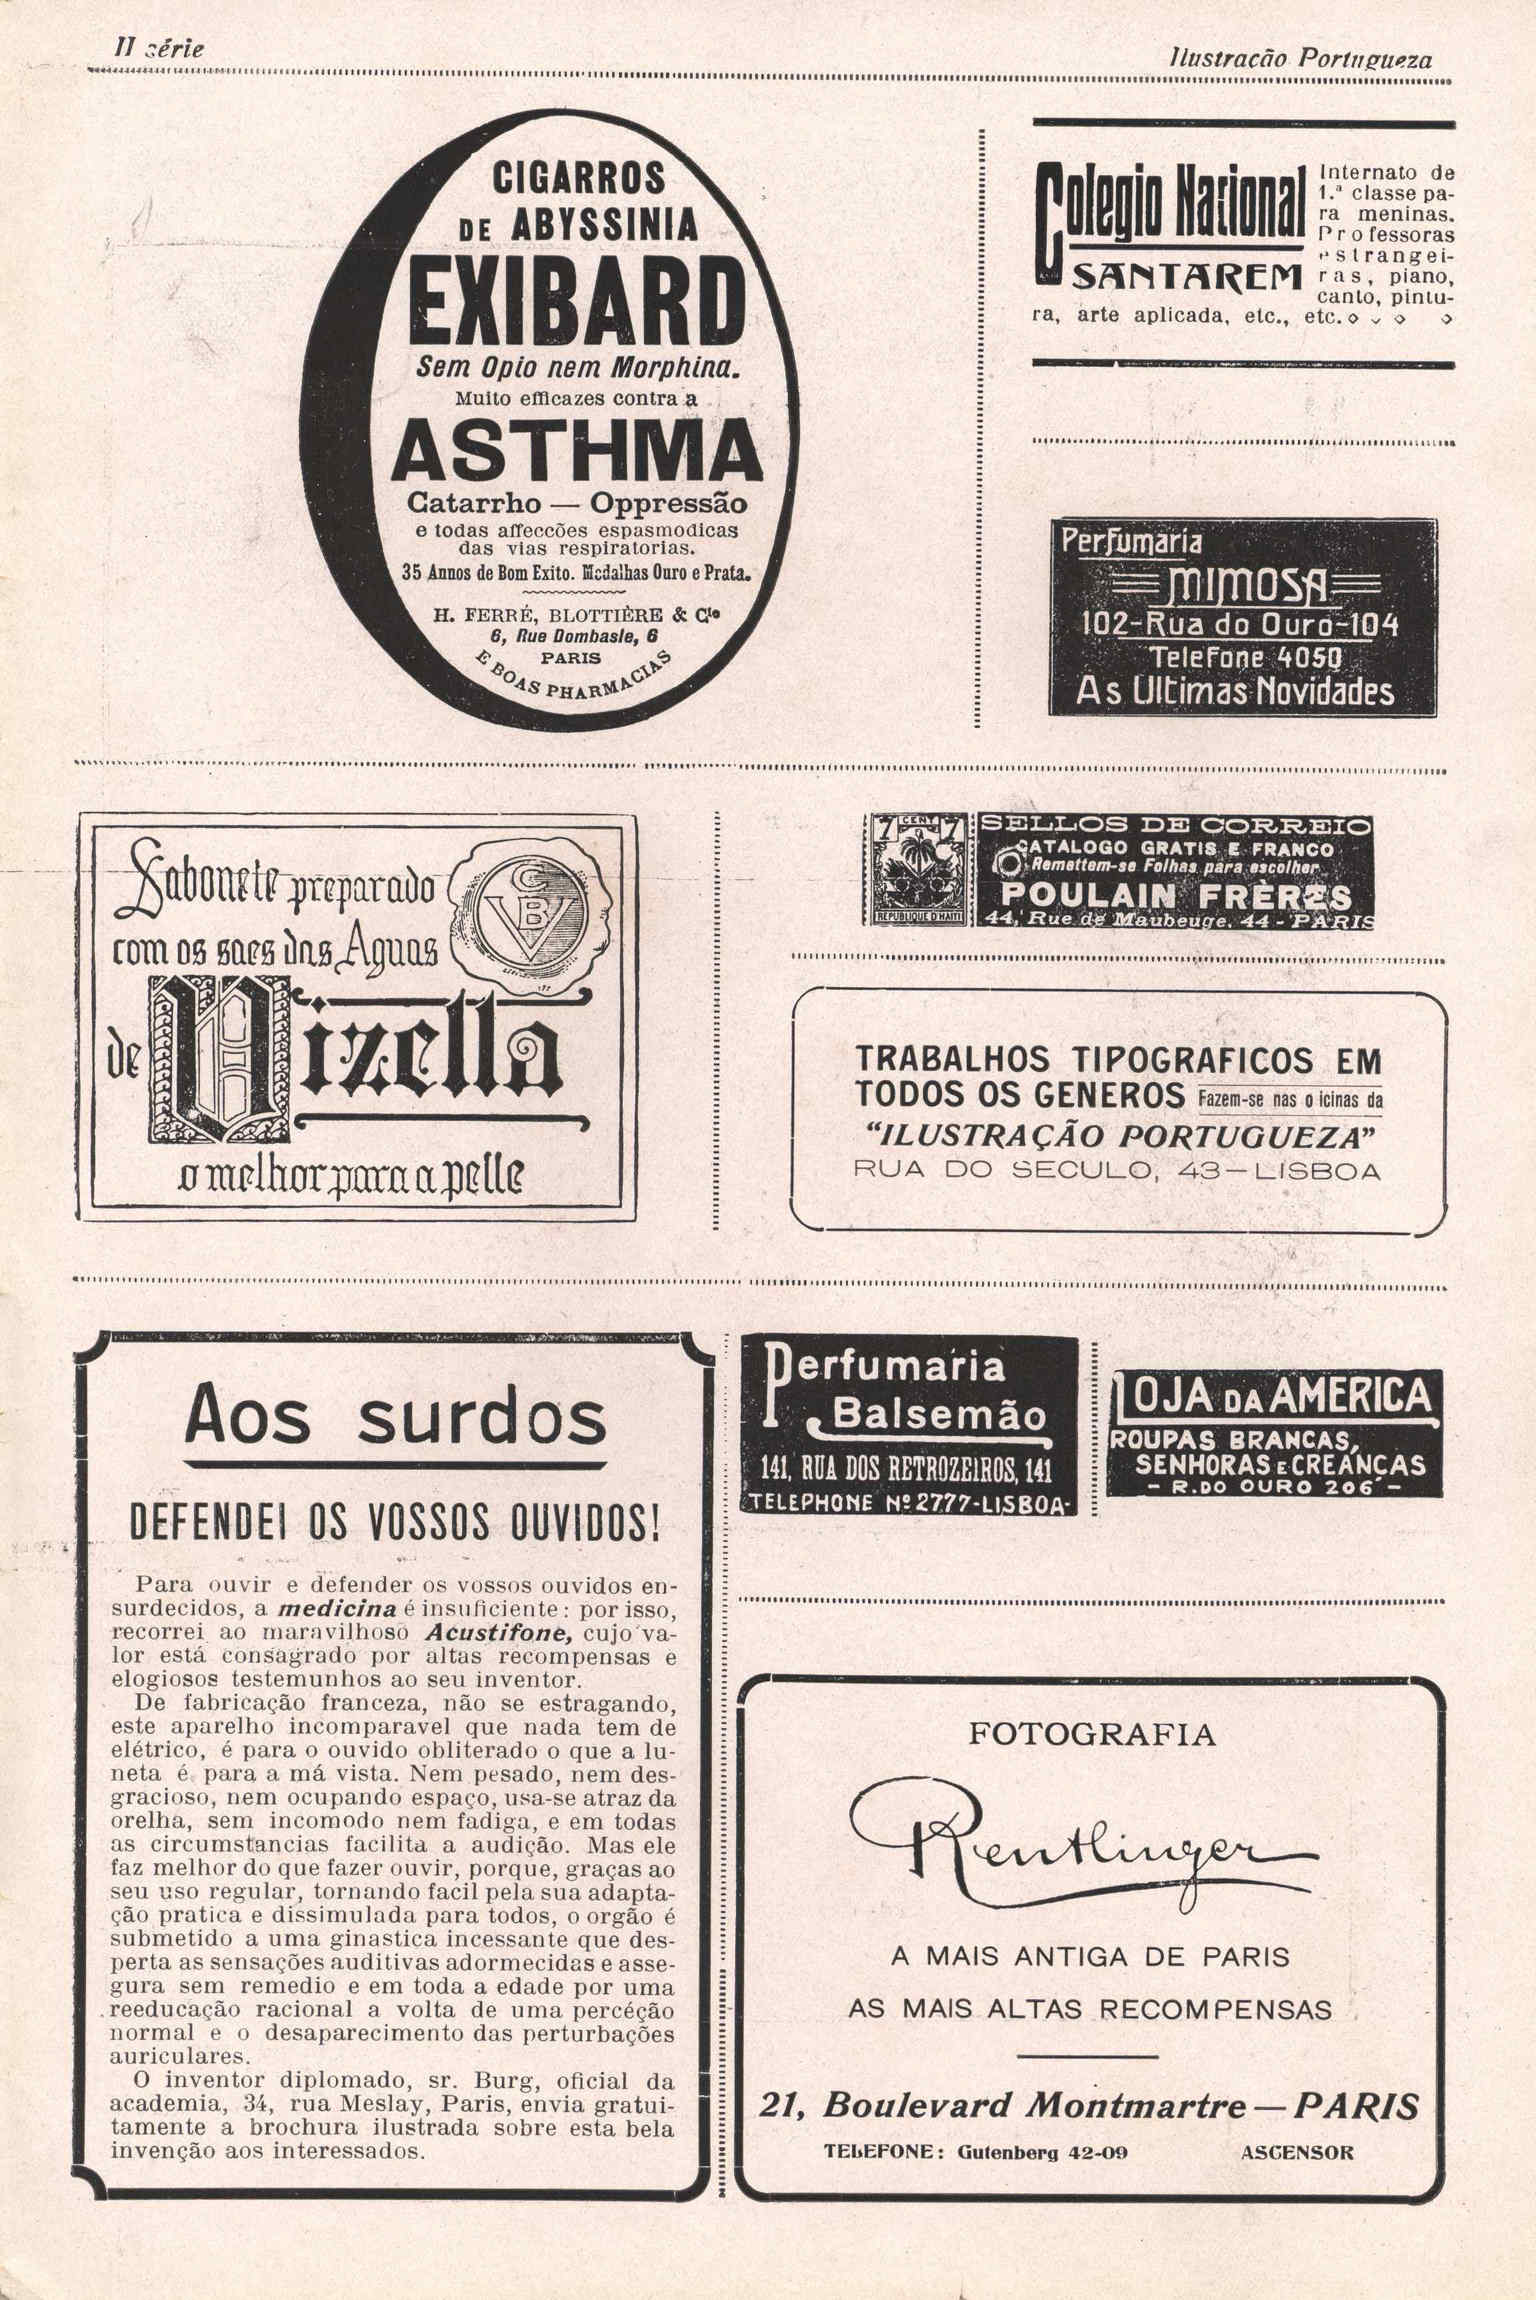 II série
Ilustracão Portugueza
CIGARROS
DE ABYSSINIA
EXIBARD
Sem Opio nem Morphina.
Muito efficazes contra a
ASTHMA
Catarrho — Oppressão
e todas affecções espasmodicas
das vias respiratorias.
35 Annos de Bom Exito. Medalhas Ouro e Prata.
H. FERRÉ, BLOTTIÈRE & Cie
6, Rue Dombasle, 6
PARIS
E BOAS PHARMACIAS
Colegio Nacional
SANTAREM
Internato de
1.ª classe pa-
ra meninas.
Professoras
estrangei-
ras, piano,
canto, pintu-
ra, arte aplicada, etc., etc.
Perfumaria
MIMOSA
102-Rua do Ouro-104
Telefone 4050
As Ultimas Novidades
Sabonete preparado
com os saes das Aguas
de Vizella
o melhor para a pelle
CVB
7 CENT 7
REPUBLIQUE D'HAITI
SELLOS DE CORREIO
CATALOGO GRATIS E FRANCO
Remettem-se Folhas para escolher
POULAIN FRÈRES
44, Rue de Maubeuge, 44 - PARIS
TRABALHOS TIPOGRAFICOS EM
TODOS OS GENEROS Fazem-se nas o icinas da
“ILUSTRAÇÃO PORTUGUEZA”
RUA DO SECULO, 43—LISBOA
Aos surdos
DEFENDEI OS VOSSOS OUVIDOS!
Para ouvir e defender os vossos ouvidos en-
surdecidos, a medicina é insuficiente: por isso,
recorrei ao maravilhoso Acustifone, cujo va-
lor está consagrado por altas recompensas e
elogiosos testemunhos ao seu inventor.
De fabricação franceza, não se estragando,
este aparelho incomparavel que nada tem de
elétrico, é para o ouvido obliterado o que a lu-
neta é para a má vista. Nem pesado, nem des-
gracioso, nem ocupando espaço, usa-se atraz da
orelha, sem incomodo nem fadiga, e em todas
as circumstancias facilita a audição. Mas ele
faz melhor do que fazer ouvir, porque, graças ao
seu uso regular, tornando facil pela sua adapta-
ção pratica e dissimulada para todos, o orgão é
submetido a uma ginastica incessante que des-
perta as sensações auditivas adormecidas e asse-
gura sem remedio e em toda a edade por uma
reeducação racional a volta de uma percéção
normal e o desaparecimento das perturbações
auriculares.
O inventor diplomado, sr. Burg, oficial da
academia, 34, rua Meslay, Paris, envia gratui-
tamente a brochura ilustrada sobre esta bela
invenção aos interessados.
Perfumaria
Balsemão
141, RUA DOS RETROZEIROS, 141
TELEPHONE Nº 2777-LISBOA-
LOJA DA AMERICA
ROUPAS BRANCAS,
SENHORAS E CREANÇAS
- R. DO OURO 206 -
FOTOGRAFIA
Reutlinger
A MAIS ANTIGA DE PARIS
AS MAIS ALTAS RECOMPENSAS
21, Boulevard Montmartre—PARIS
TELEFONE: Gutenberg 42-09 ASCENSOR